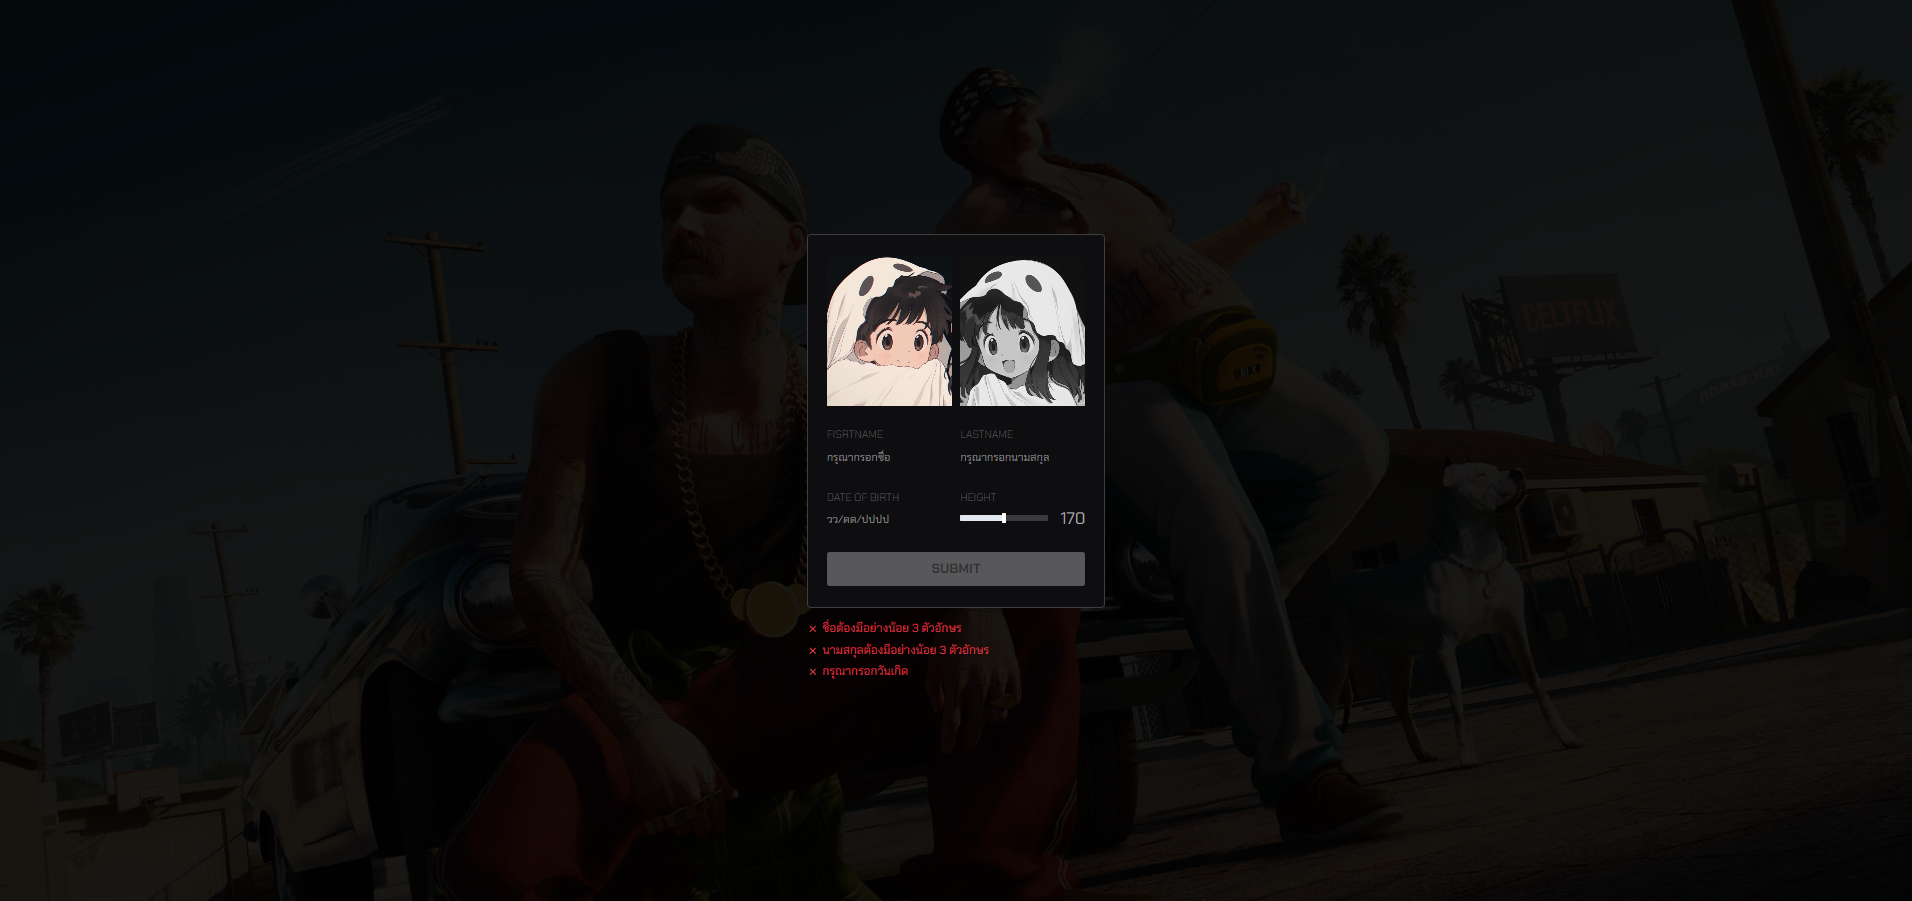 CELTFLIX
FISRTNAME
LASTNAME
กรุณากรอกชื่อ
กรุณากรอกนามสกุล
DATE OF BIRTH
HEIGHT
วว/ดด/ปปปป
170
SUBMIT
× ชื่อต้องมีอย่างน้อย 3 ตัวอักษร
× นามสกุลต้องมีอย่างน้อย 3 ตัวอักษร
× กรุณากรอกวันเกิด